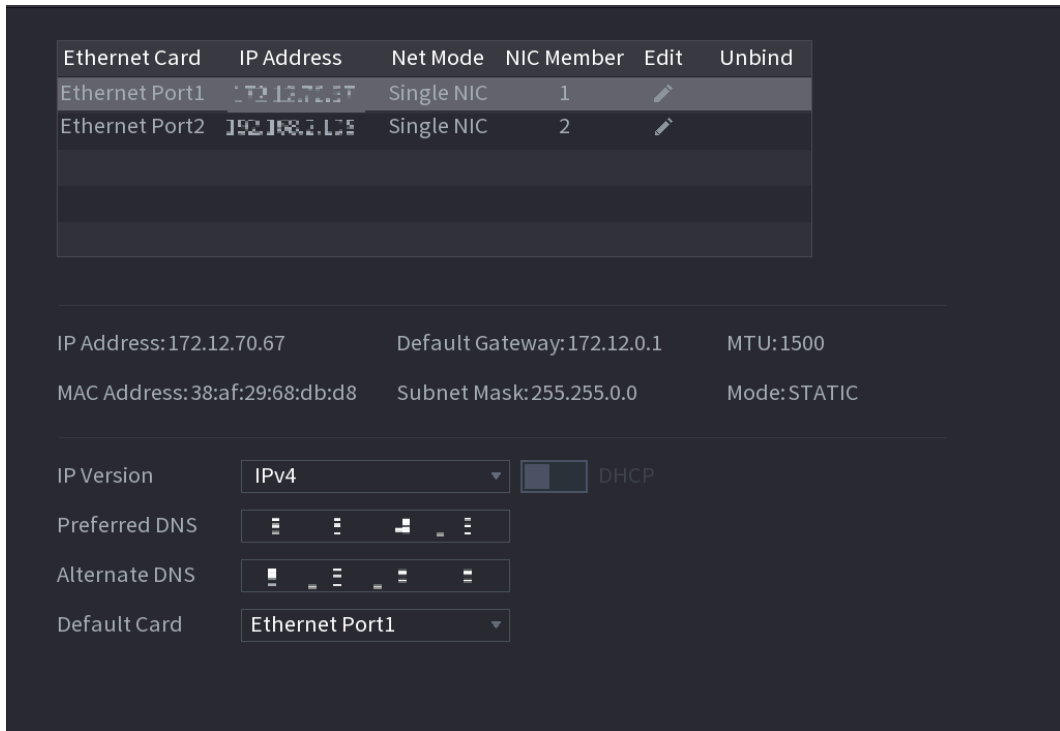 Ethernet Card IP Address Net Mode NIC Member Edit Unbind
Ethernet Port1 Single NIC 1
Ethernet Port2 Single NIC 2
IP Address:172.12.70.67 Default Gateway:172.12.0.1 MTU:1500
MAC Address:38:af:29:68:db:d8 Subnet Mask:255.255.0.0 Mode:STATIC
IP Version IPv4 DHCP
Preferred DNS
Alternate DNS
Default Card Ethernet Port1